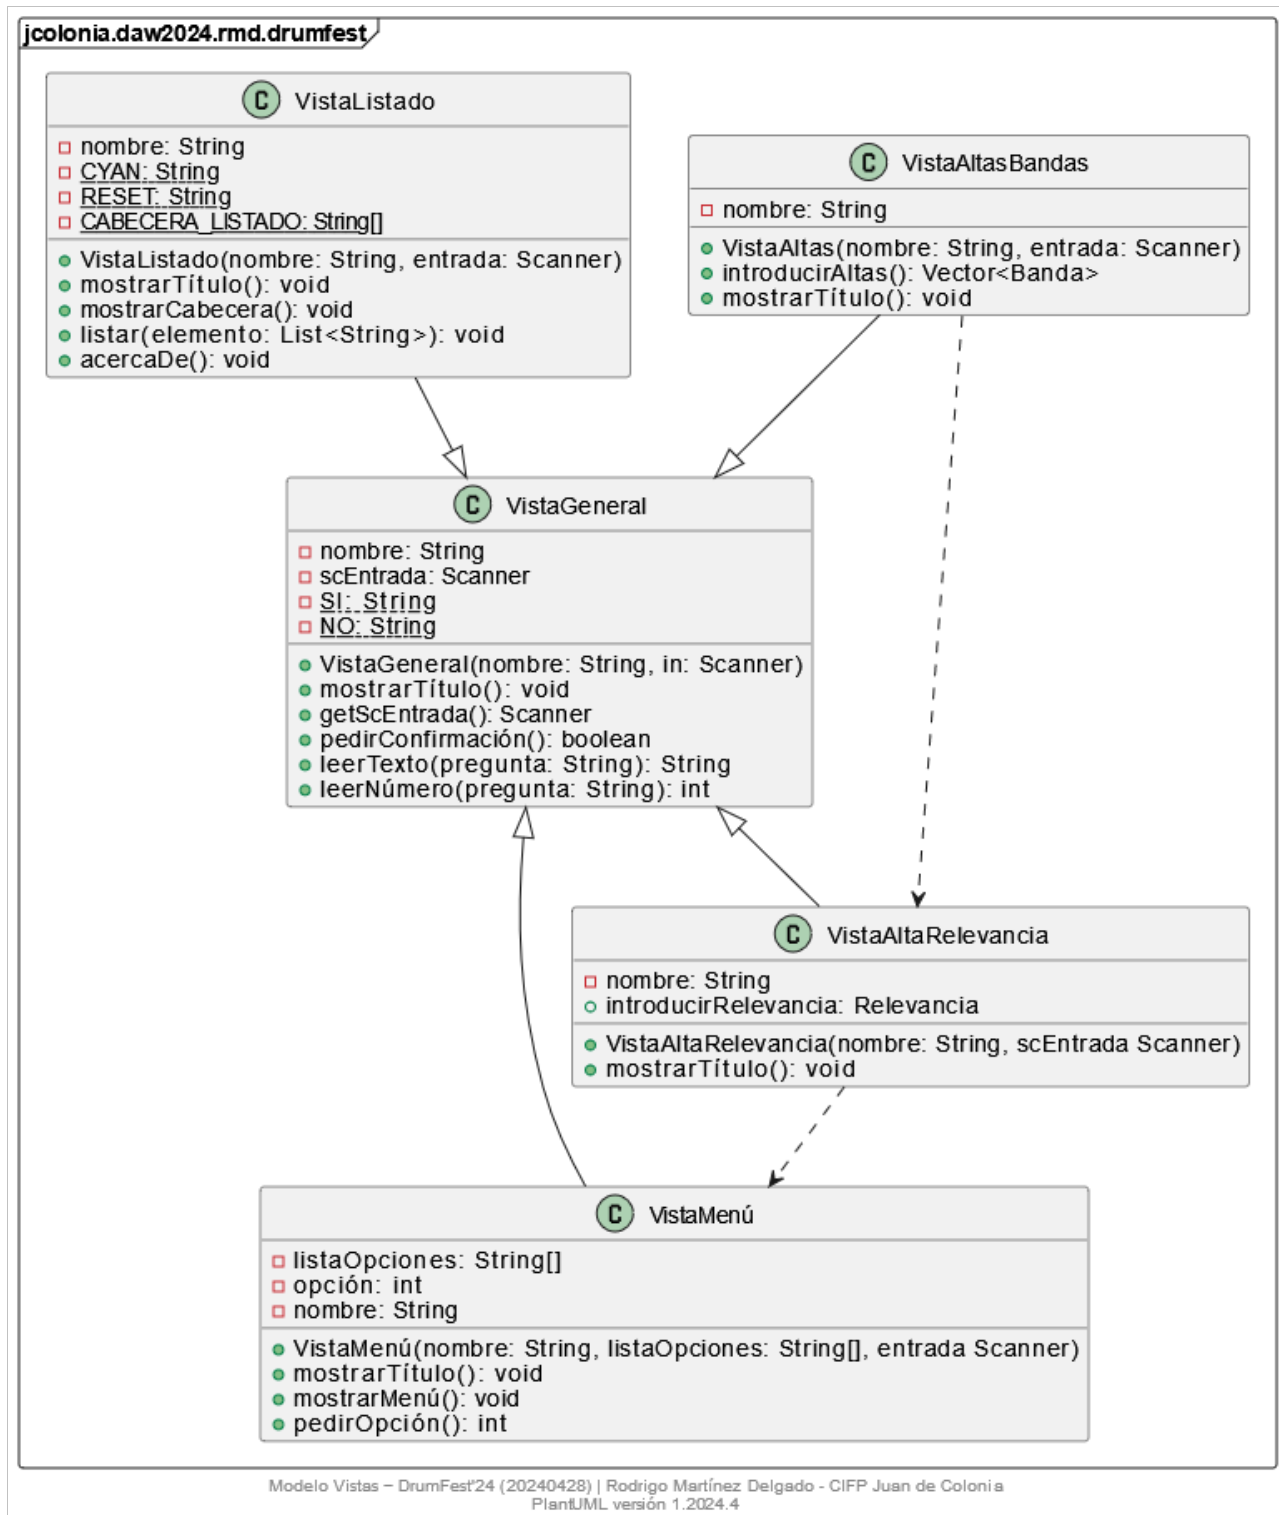 jcolonia.daw2024.rmd.drumfest
C VistaListado
nombre: String
CYAN: String
RESET: String
CABECERA_LISTADO: String[]
VistaListado(nombre: String, entrada: Scanner)
mostrarTítulo(): void
mostrarCabecera(): void
listar(elemento: List<String>): void
acercaDe(): void
C VistaAltasBandas
nombre: String
VistaAltas(nombre: String, entrada: Scanner)
introducirAltas(): Vector<Banda>
mostrarTítulo(): void
C VistaGeneral
nombre: String
scEntrada: Scanner
SI: String
NO: String
VistaGeneral(nombre: String, in: Scanner)
mostrarTítulo(): void
getScEntrada(): Scanner
pedirConfirmación(): boolean
leerTexto(pregunta: String): String
leerNúmero(pregunta: String): int
C VistaAltaRelevancia
nombre: String
introducirRelevancia: Relevancia
VistaAltaRelevancia(nombre: String, scEntrada Scanner)
mostrarTítulo(): void
C VistaMenú
listaOpciones: String[]
opción: int
nombre: String
VistaMenú(nombre: String, listaOpciones: String[], entrada Scanner)
mostrarTítulo(): void
mostrarMenú(): void
pedirOpción(): int
Modelo Vistas – DrumFest'24 (20240428) | Rodrigo Martínez Delgado - CIFP Juan de Colonia
PlantUML versión 1.2024.4